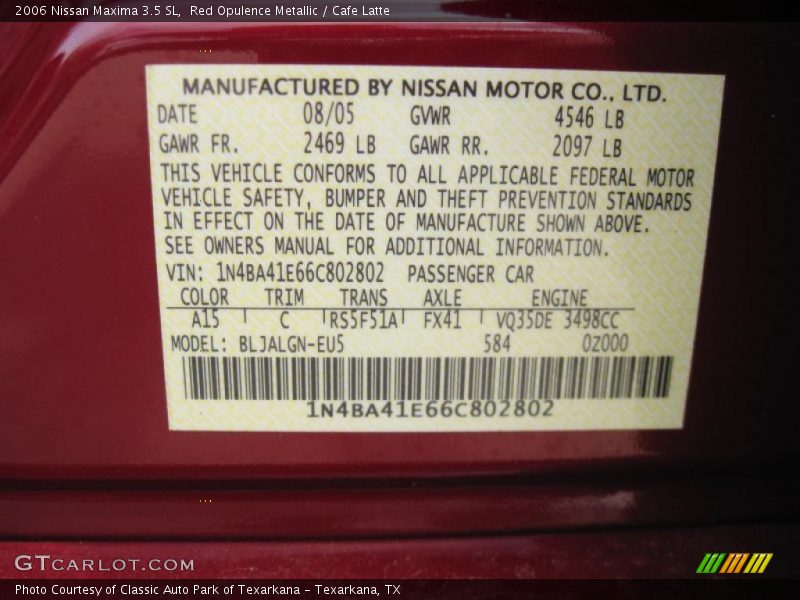 2006 Nissan Maxima 3.5 SL,  Red Opulence Metallic / Cafe Latte
MANUFACTURED BY NISSAN MOTOR CO., LTD.
DATE 08/05 GVWR 4546 LB
GAWR FR. 2469 LB GAWR RR. 2097 LB
THIS VEHICLE CONFORMS TO ALL APPLICABLE FEDERAL MOTOR
VEHICLE SAFETY, BUMPER AND THEFT PREVENTION STANDARDS
IN EFFECT ON THE DATE OF MANUFACTURE SHOWN ABOVE.
SEE OWNERS MANUAL FOR ADDITIONAL INFORMATION.
VIN: 1N4BA41E66C802802 PASSENGER CAR
COLOR TRIM TRANS AXLE ENGINE
A15 C RS5F51A FX41 VQ35DE 3498CC
MODEL: BLJALGN-EU5 584 0Z000
1N4BA41E66C802802
GTCARLOT.COM
Photo Courtesy of Classic Auto Park of Texarkana - Texarkana, TX